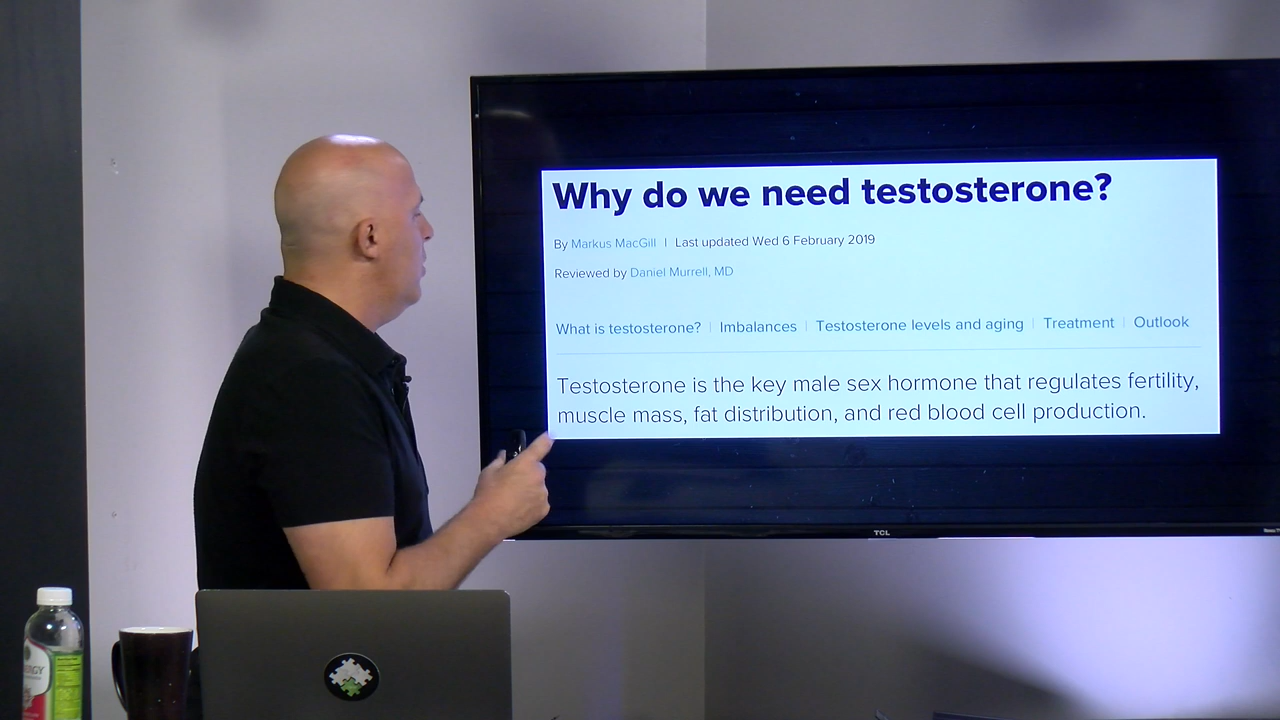 Why do we need testosterone?
By Markus MacGill | Last updated Wed 6 February 2019
Reviewed by Daniel Murrell, MD
What is testosterone? | Imbalances | Testosterone levels and aging | Treatment | Outlook
Testosterone is the key male sex hormone that regulates fertility,
muscle mass, fat distribution, and red blood cell production.
TCL